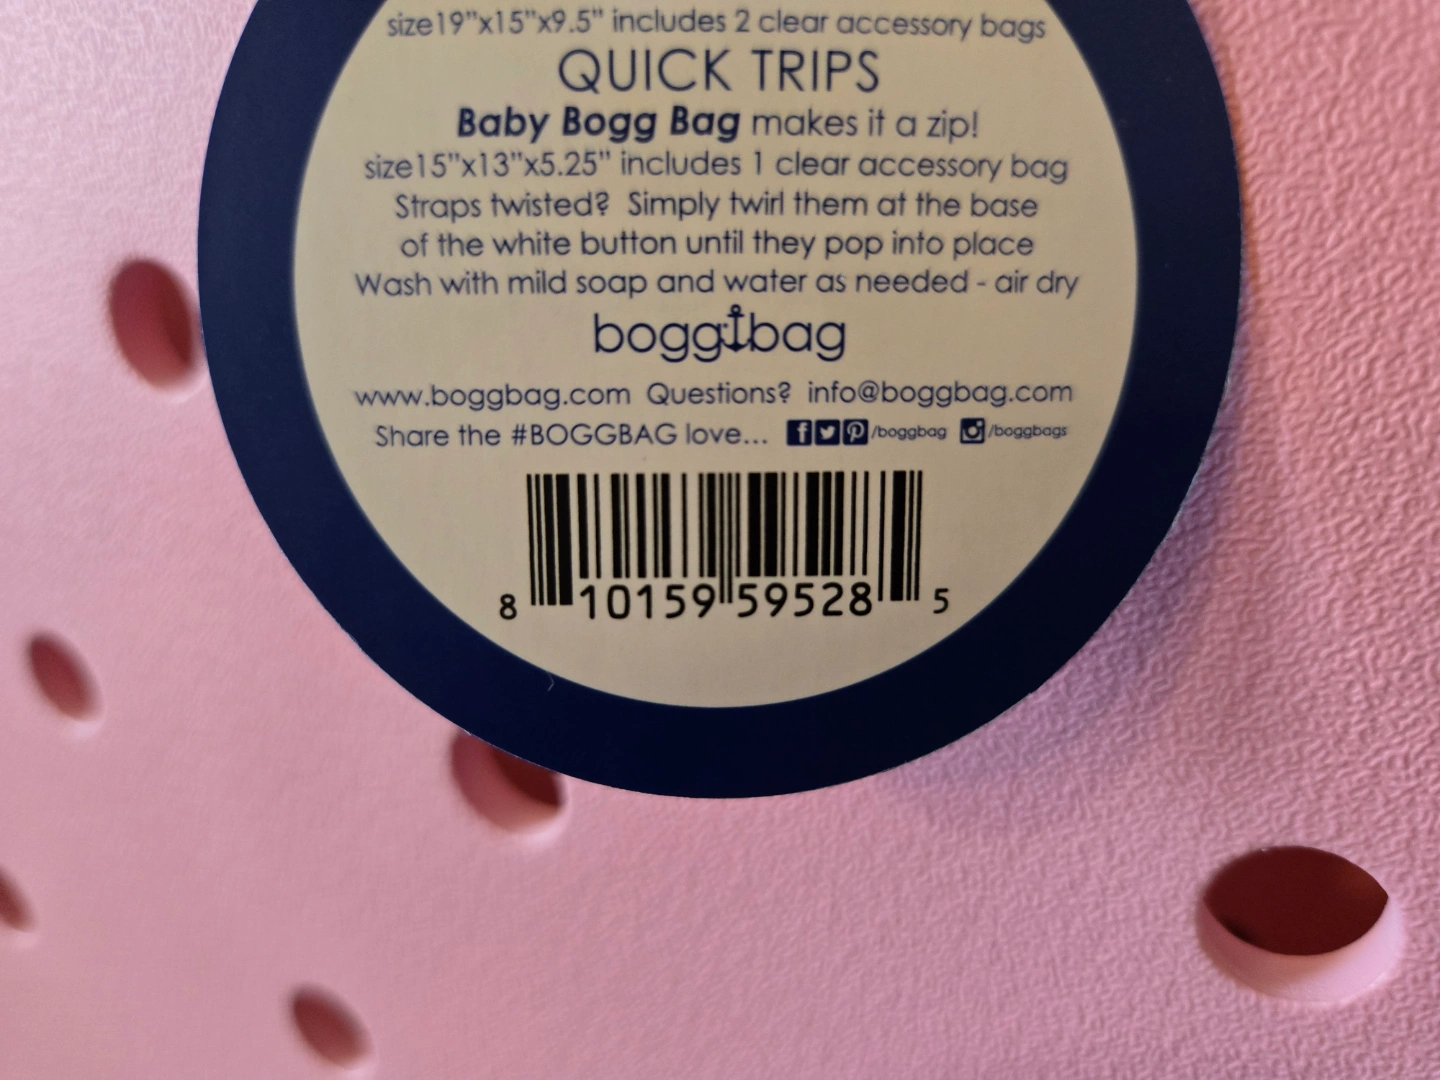 size19"x15"x9.5" includes 2 clear accessory bags
QUICK TRIPS
Baby Bogg Bag makes it a zip!
size15"x13"x5.25" includes 1 clear accessory bag
Straps twisted? Simply twirl them at the base
of the white button until they pop into place
Wash with mild soap and water as needed - air dry
bogg bag
www.boggbag.com Questions? info@boggbag.com
Share the #BOGGBAG love... /boggbag /boggbags
8 10159 59528 5